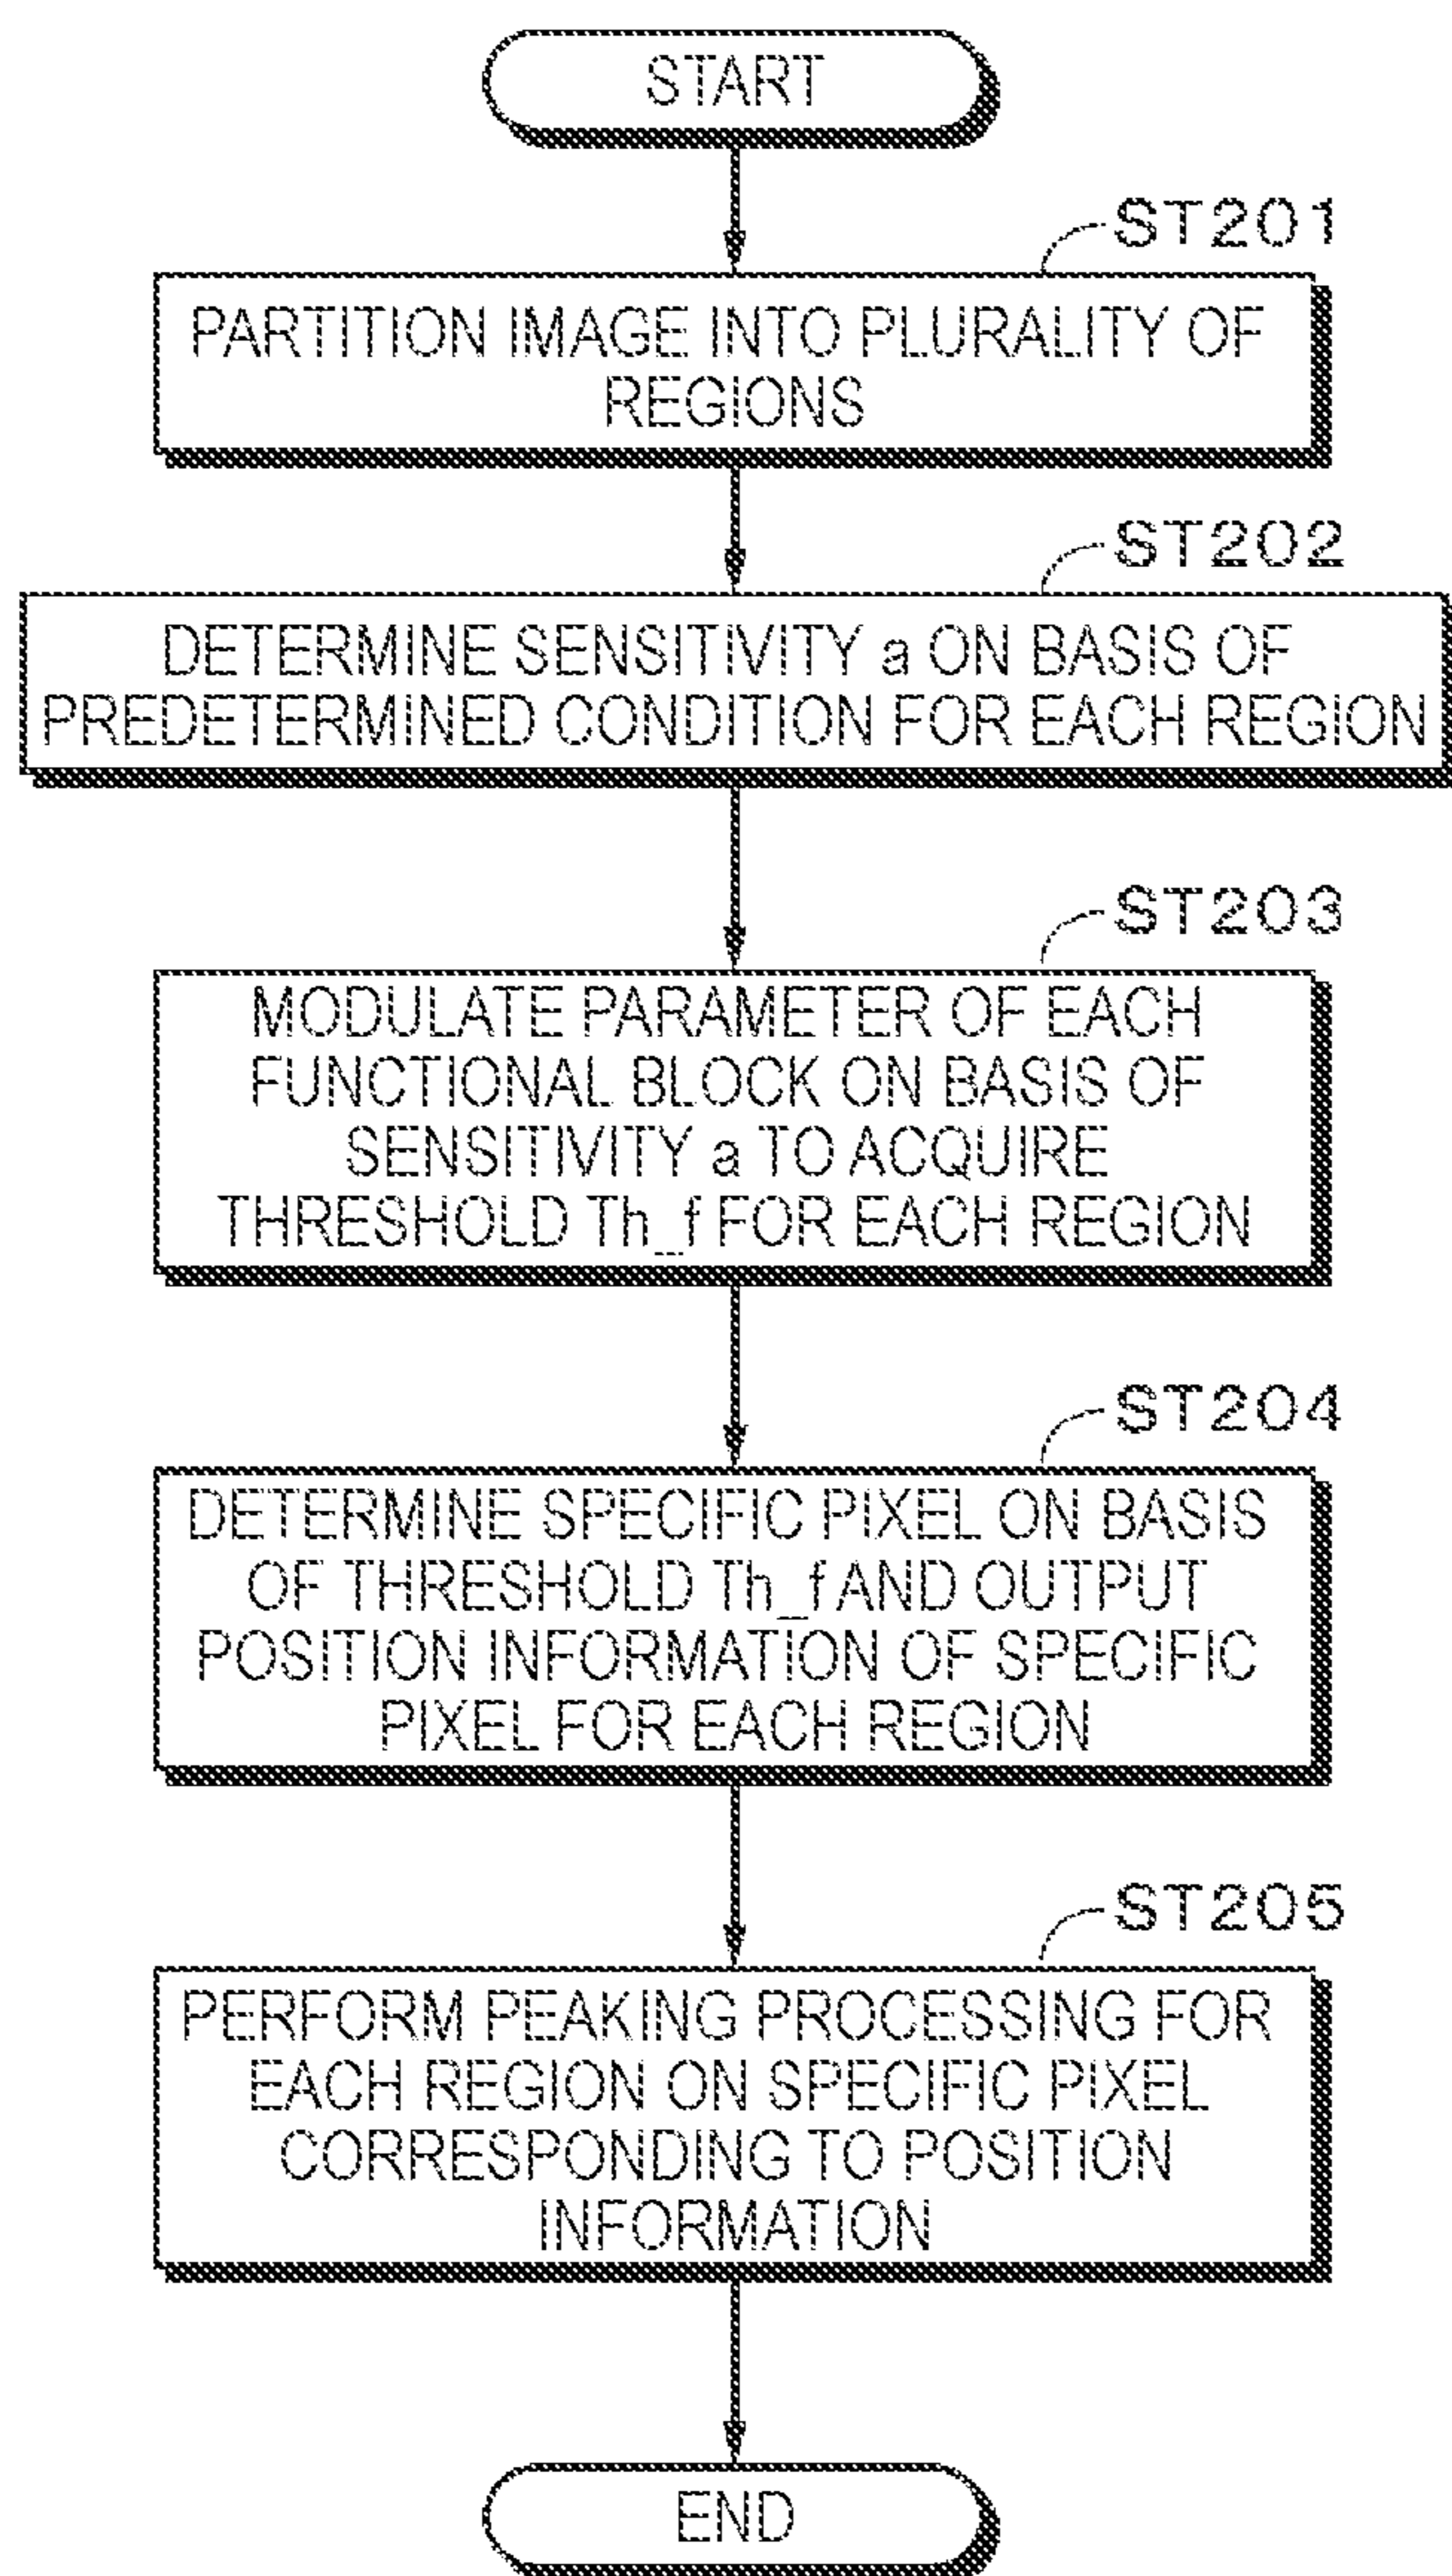 START
ST201
PARTITION IMAGE INTO PLURALITY OF
REGIONS
ST202
DETERMINE SENSITIVITY a ON BASIS OF
PREDETERMINED CONDITION FOR EACH REGION
ST203
MODULATE PARAMETER OF EACH
FUNCTIONAL BLOCK ON BASIS OF
SENSITIVITY a TO ACQUIRE
THRESHOLD Th_f FOR EACH REGION
ST204
DETERMINE SPECIFIC PIXEL ON BASIS
OF THRESHOLD Th_f AND OUTPUT
POSITION INFORMATION OF SPECIFIC
PIXEL FOR EACH REGION
ST205
PERFORM PEAKING PROCESSING FOR
EACH REGION ON SPECIFIC PIXEL
CORRESPONDING TO POSITION
INFORMATION
END